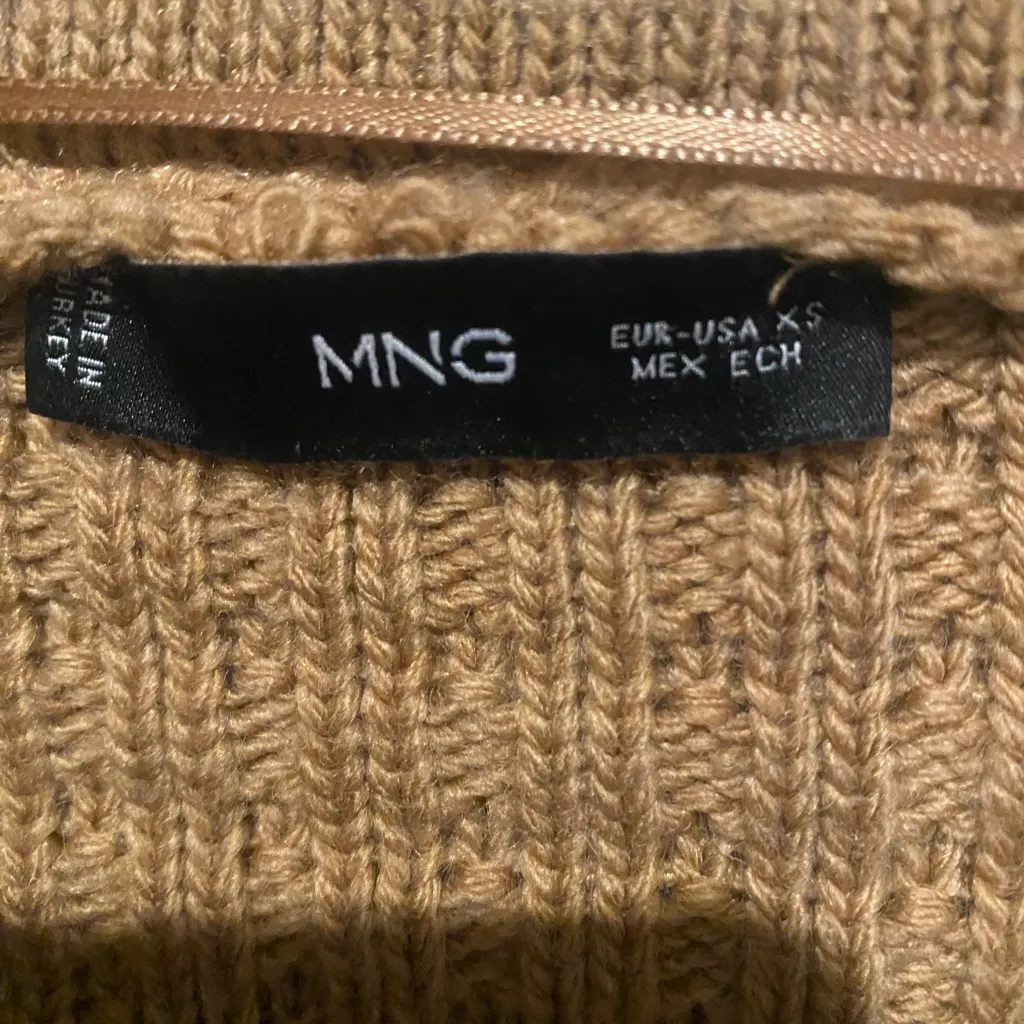 MADE IN
TURKEY
MNG
EUR-USA XS
MEX ECH